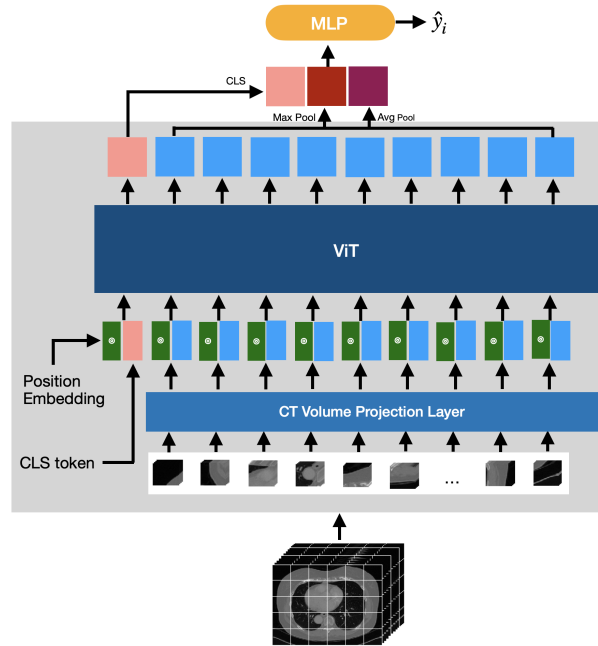 MLP
ŷᵢ
CLS
Max Pool
Avg Pool
ViT
Position
Embedding
CT Volume Projection Layer
CLS token
...